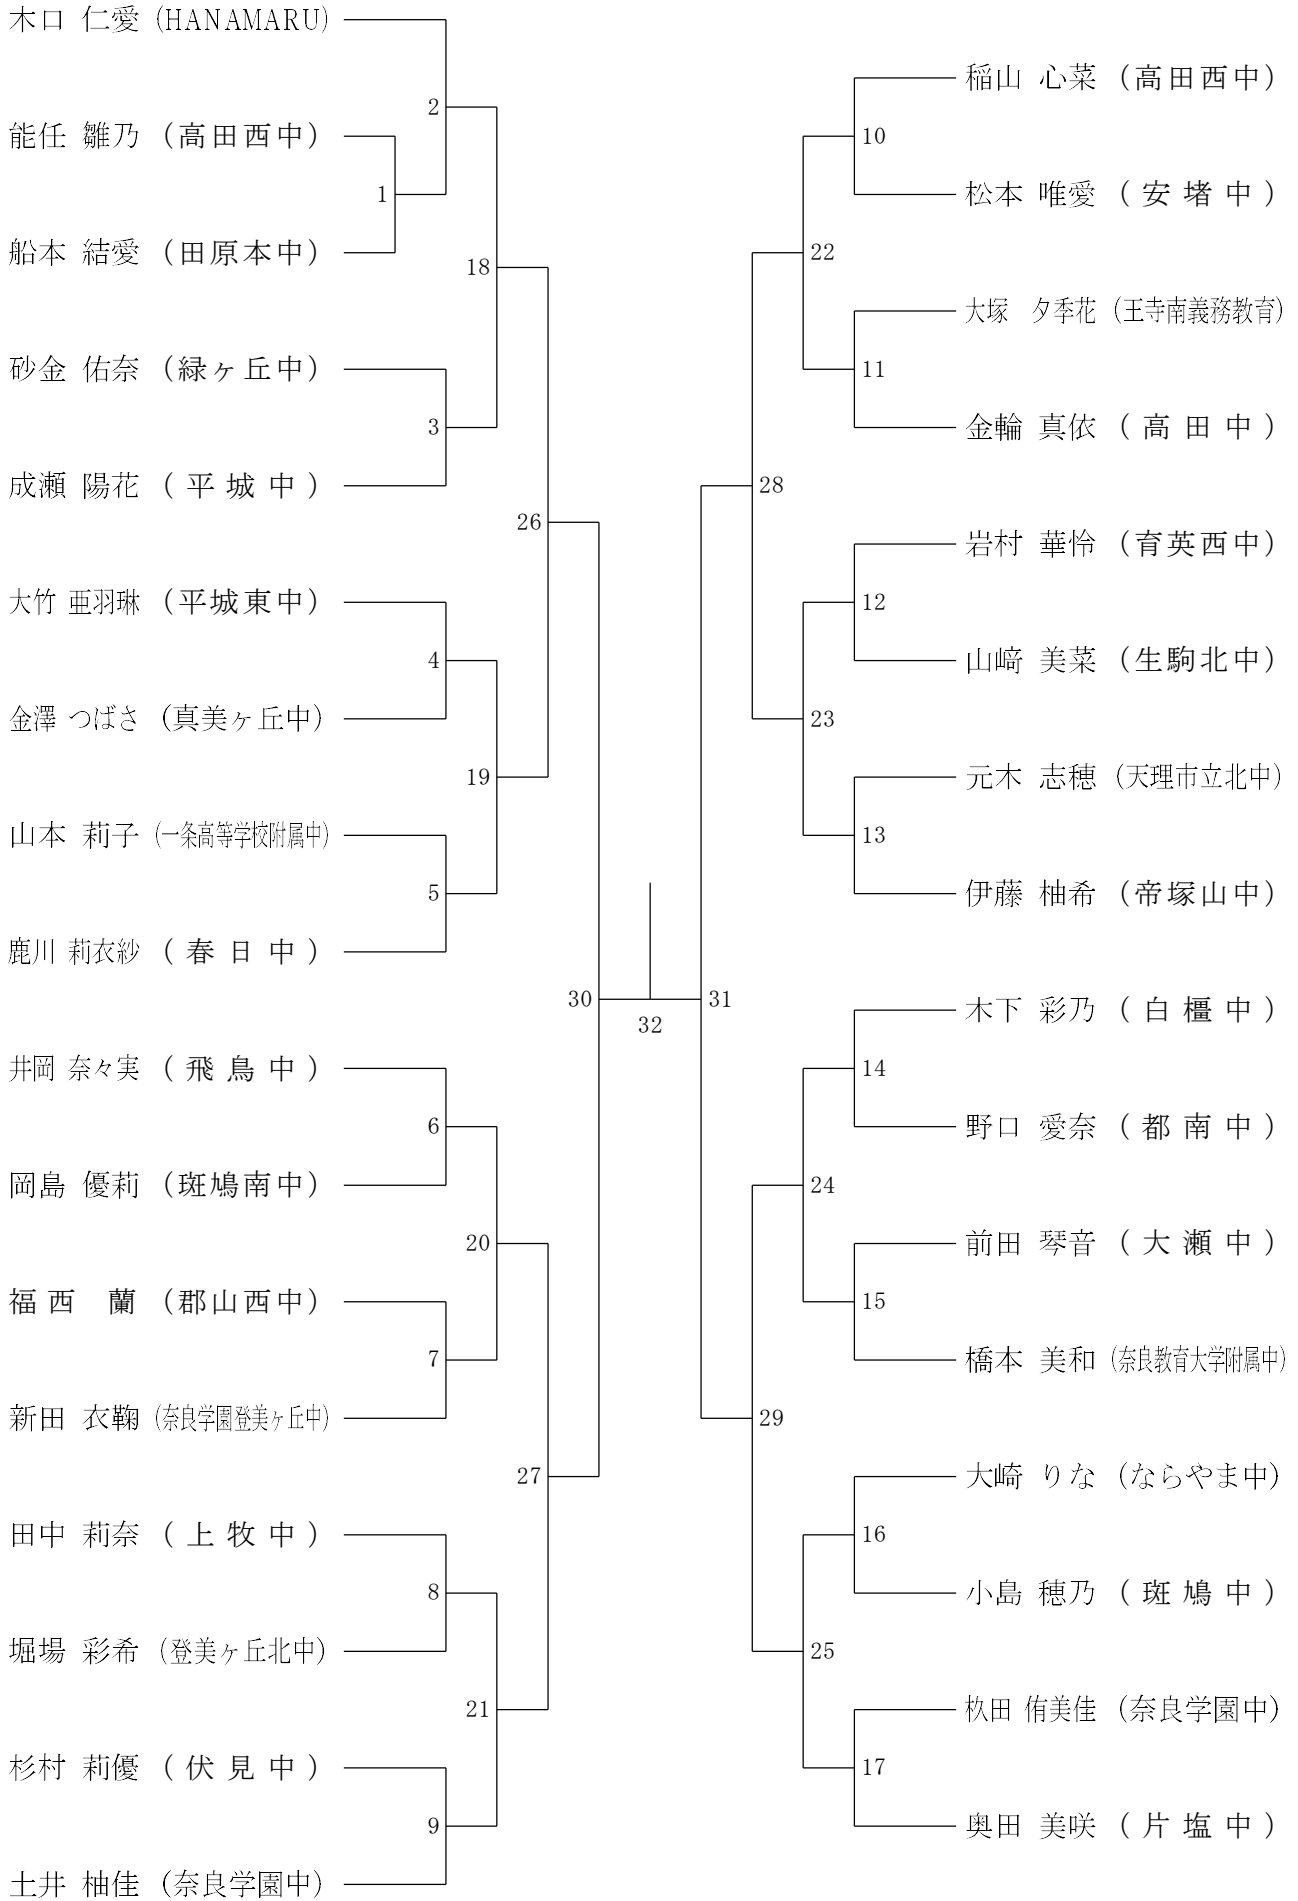 木口 仁愛 (HANAMARU)
能任 雛乃 (高田西中)
船本 結愛 (田原本中)
砂金 佑奈 (緑ヶ丘中)
成瀬 陽花 (平城中)
大竹 亜羽琳 (平城東中)
金澤 つばさ (真美ヶ丘中)
山本 莉子 (一条高等学校附属中)
鹿川 莉衣紗 (春日中)
井岡 奈々実 (飛鳥中)
岡島 優莉 (斑鳩南中)
福西 蘭 (郡山西中)
新田 衣鞠 (奈良学園登美ヶ丘中)
田中 莉奈 (上牧中)
堀場 彩希 (登美ヶ丘北中)
杉村 莉優 (伏見中)
土井 柚佳 (奈良学園中)
1
2
3
4
5
6
7
8
9
18
19
20
21
26
27
30
32
31
28
29
22
23
24
25
10
11
12
13
14
15
16
17
稲山 心菜 (高田西中)
松本 唯愛 (安堵中)
大塚 夕季花 (王寺南義務教育)
金輪 真依 (高田中)
岩村 華怜 (育英西中)
山﨑 美菜 (生駒北中)
元木 志穂 (天理市立北中)
伊藤 柚希 (帝塚山中)
木下 彩乃 (白橿中)
野口 愛奈 (都南中)
前田 琴音 (大瀬中)
橋本 美和 (奈良教育大学附属中)
大崎 りな (ならやま中)
小島 穂乃 (斑鳩中)
杦田 侑美佳 (奈良学園中)
奥田 美咲 (片塩中)